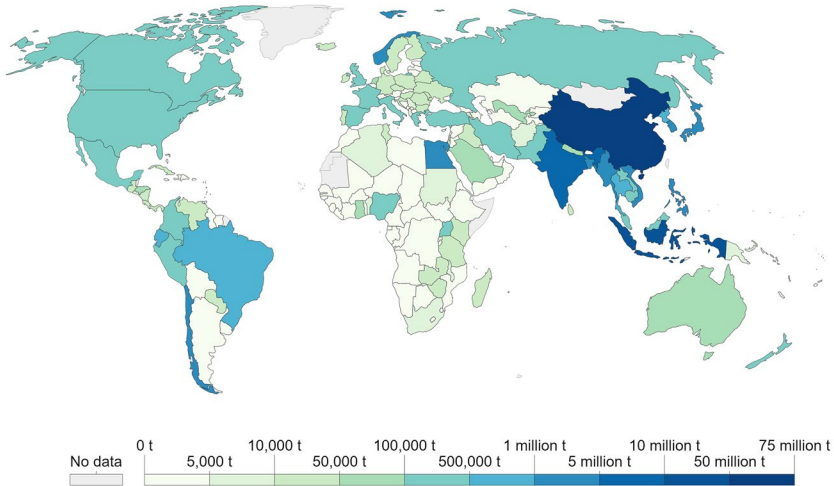 0 t 10,000 t 100,000 t 1 million t 10 million t 75 million t
No data 5,000 t 50,000 t 500,000 t 5 million t 50 million t